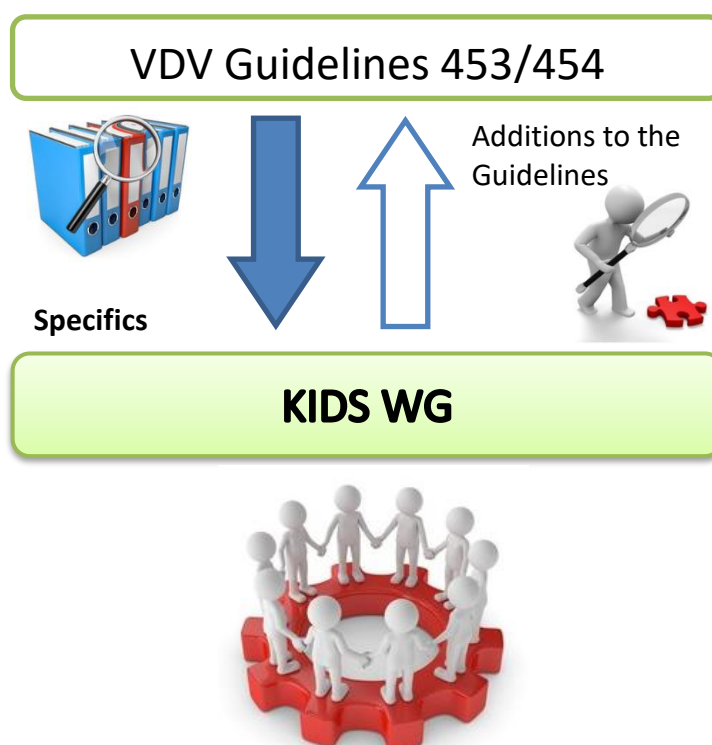 VDV Guidelines 453/454
Additions to the
Guidelines
Specifics
KIDS WG